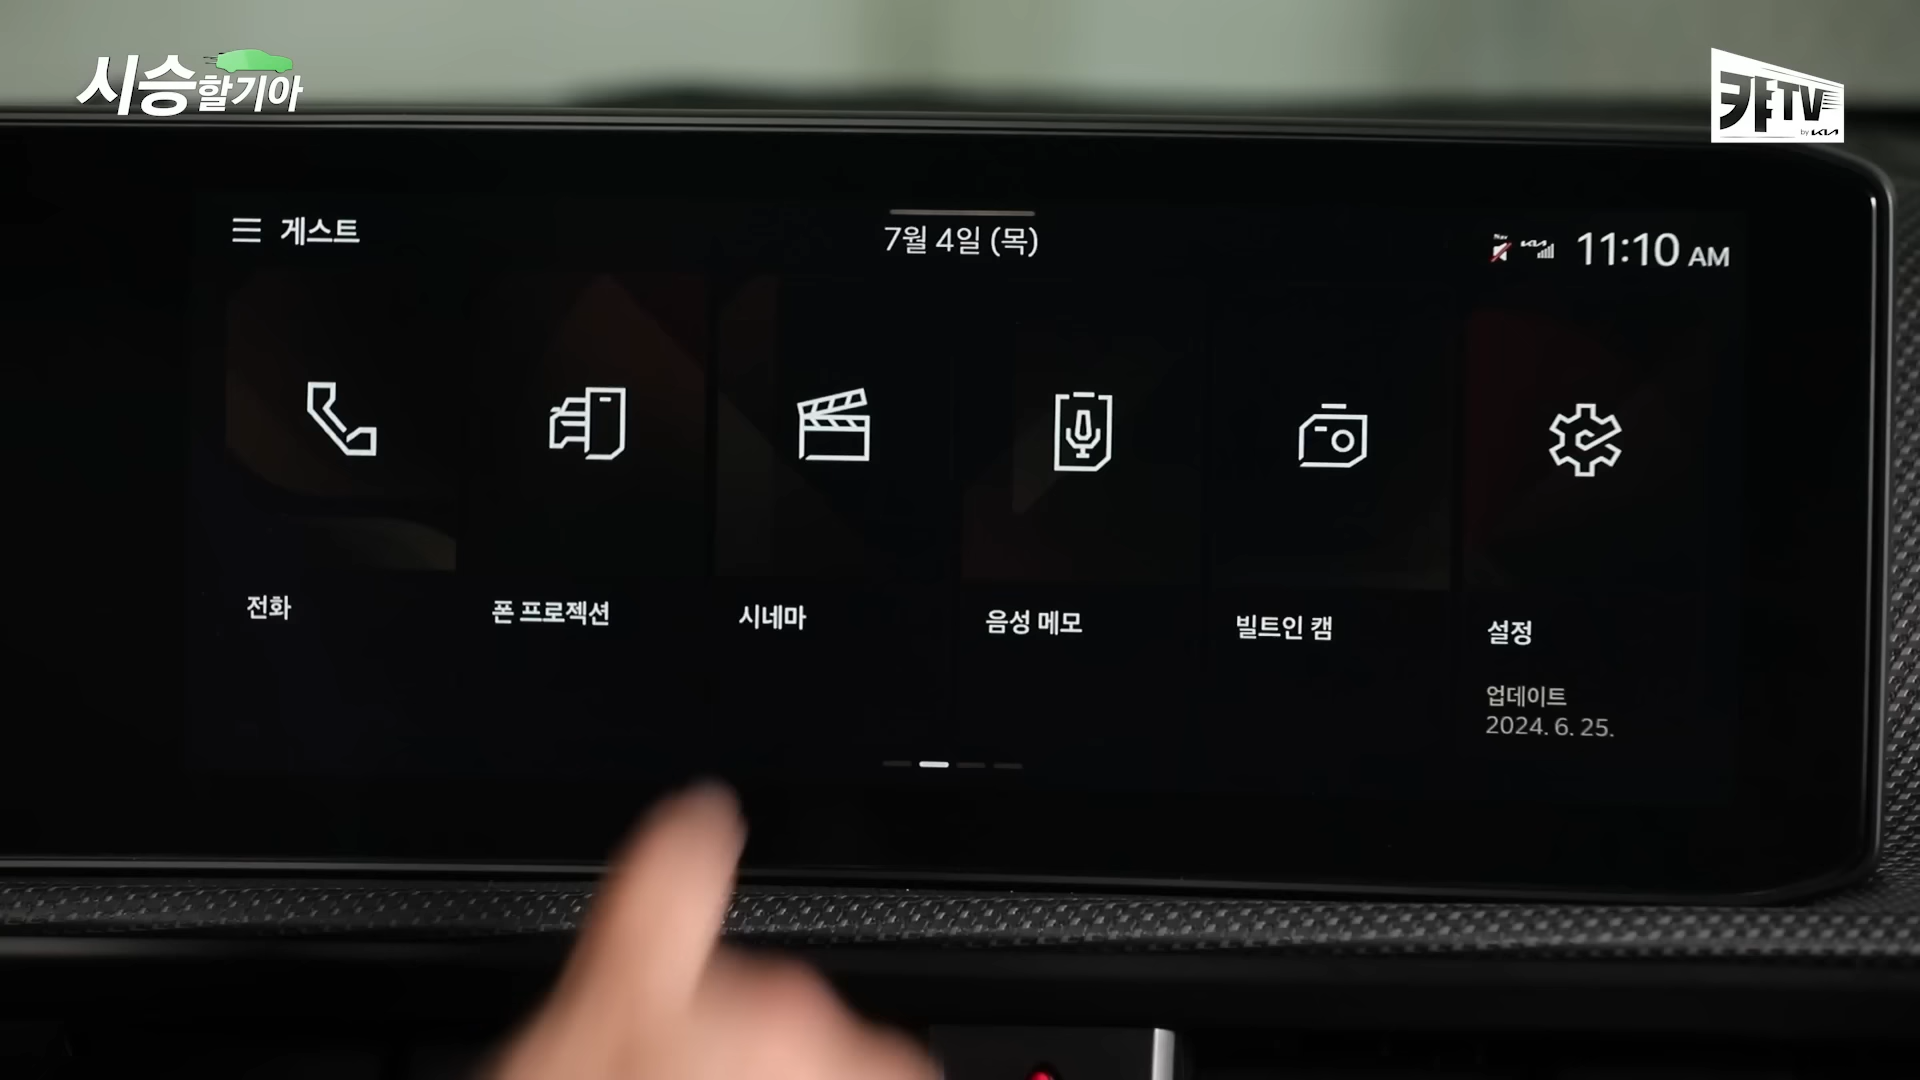 시승할기아
캬TV
by KIA
게스트
7월 4일 (목)
KIA
11:10 AM
전화
폰 프로젝션
시네마
음성 메모
빌트인 캠
설정
업데이트
2024. 6. 25.